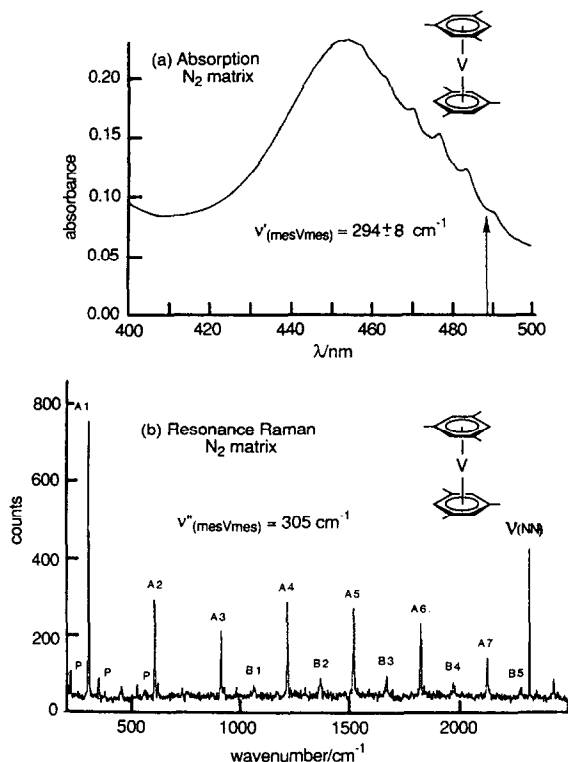 (a) Absorption
N2 matrix
V
0.20
0.15
0.10
0.05
0.00
absorbance
ν'(mesVmes) = 294±8 cm⁻¹
400
420
440
460
480
500
λ/nm
800
600
400
200
0
counts
(b) Resonance Raman
N2 matrix
V
ν"(mesVmes) = 305 cm⁻¹
ν(NN)
A1
A2
A3
A4
A5
A6
A7
B1
B2
B3
B4
B5
P
P
P
500
1000
1500
2000
wavenumber/cm⁻¹